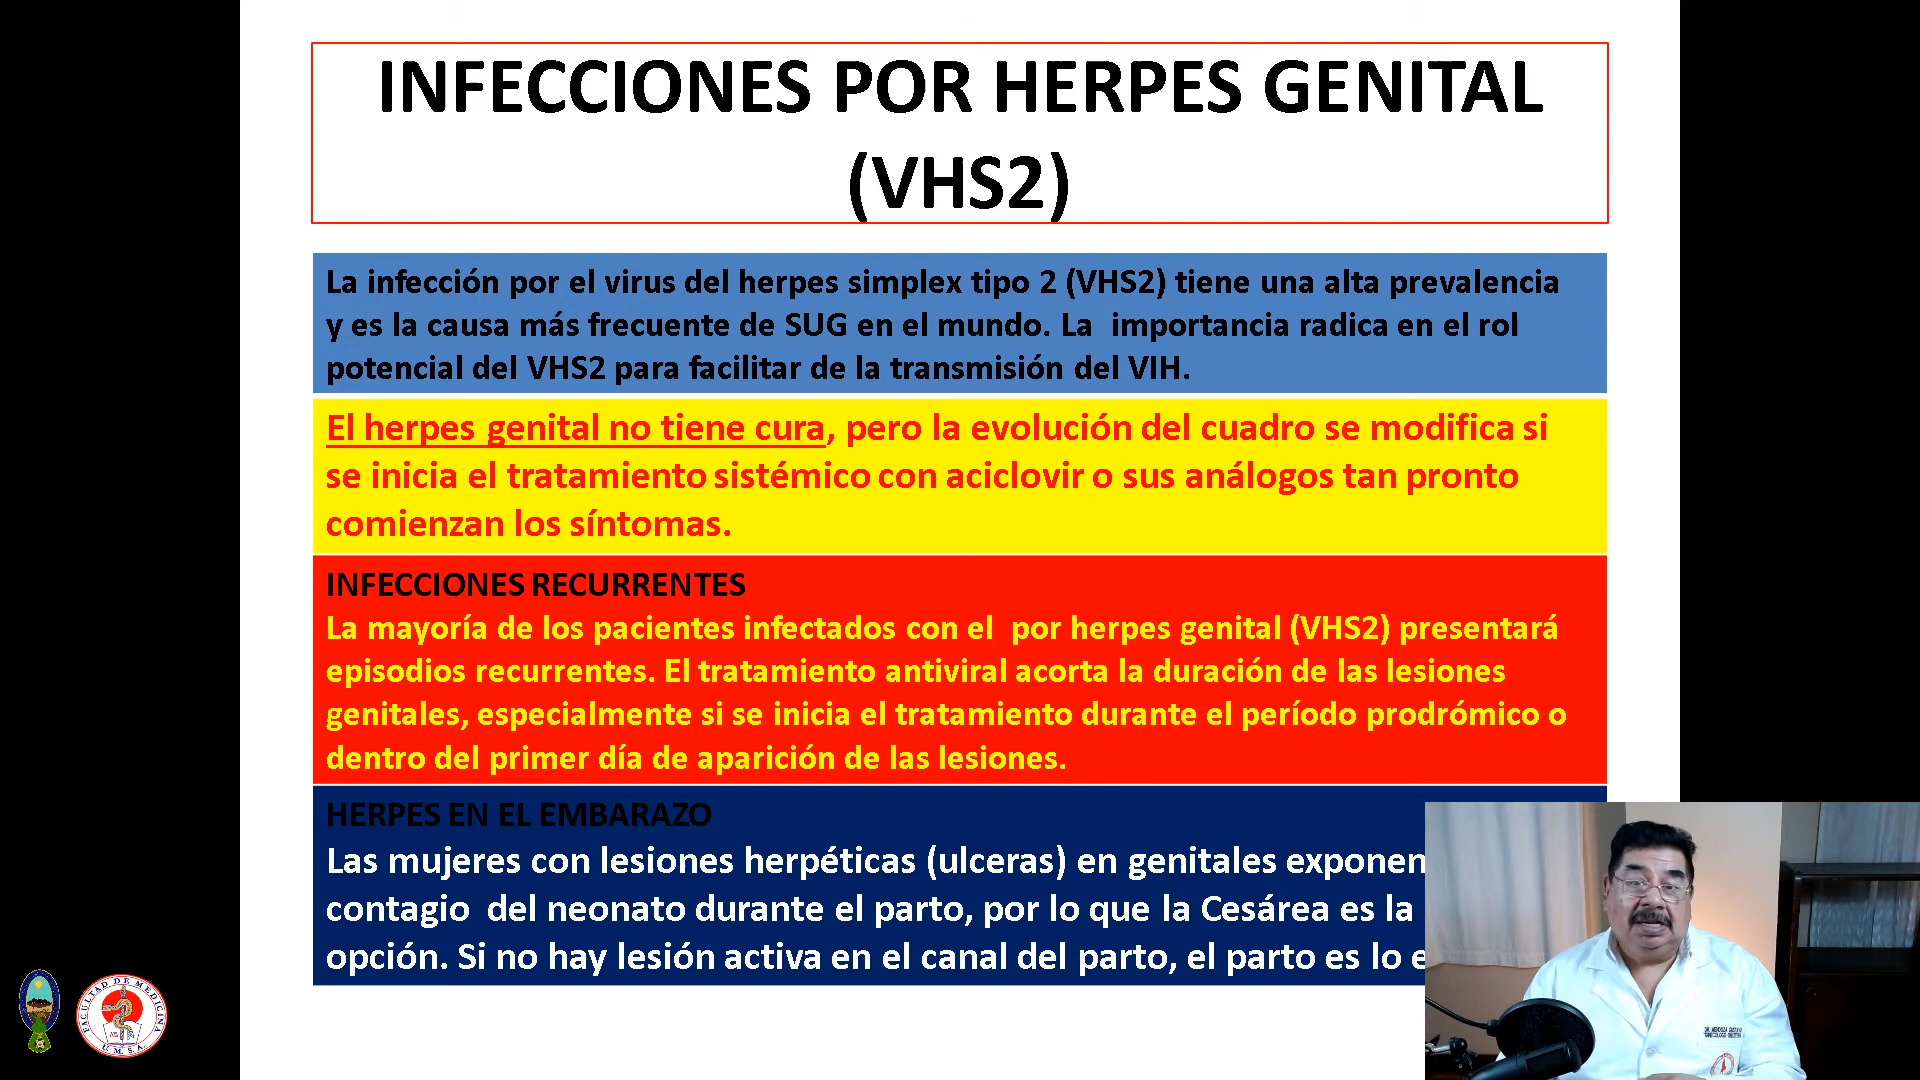 INFECCIONES POR HERPES GENITAL
(VHS2)
La infección por el virus del herpes simplex tipo 2 (VHS2) tiene una alta prevalencia
y es la causa más frecuente de SUG en el mundo. La importancia radica en el rol
potencial del VHS2 para facilitar de la transmisión del VIH.
El herpes genital no tiene cura, pero la evolución del cuadro se modifica si
se inicia el tratamiento sistémico con aciclovir o sus análogos tan pronto
comienzan los síntomas.
INFECCIONES RECURRENTES
La mayoría de los pacientes infectados con el por herpes genital (VHS2) presentará
episodios recurrentes. El tratamiento antiviral acorta la duración de las lesiones
genitales, especialmente si se inicia el tratamiento durante el período prodrómico o
dentro del primer día de aparición de las lesiones.
HERPES EN EL EMBARAZO
Las mujeres con lesiones herpéticas (ulceras) en genitales exponen
contagio del neonato durante el parto, por lo que la Cesárea es la
opción. Si no hay lesión activa en el canal del parto, el parto es lo
FACULTAD DE MEDICINA
U.M.S.A.